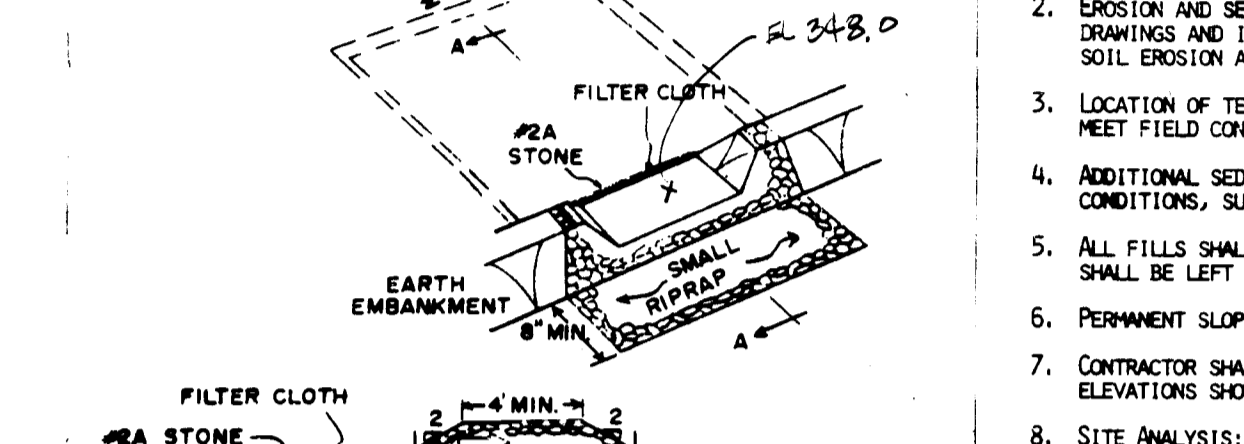 A
EL 348.0
FILTER CLOTH
#2A
STONE
SMALL
RIPRAP
EARTH
EMBANKMENT
8" MIN.
A
FILTER CLOTH
4' MIN.
2
2
#2A STONE
2. EROSION AND SE
DRAWINGS AND I
SOIL EROSION A
3. LOCATION OF TE
MEET FIELD CON
4. ADDITIONAL SED
CONDITIONS, SU
5. ALL FILLS SHAL
SHALL BE LEFT
6. PERMANENT SLOP
7. CONTRACTOR SHA
ELEVATIONS SHO
8. SITE ANALYSIS: